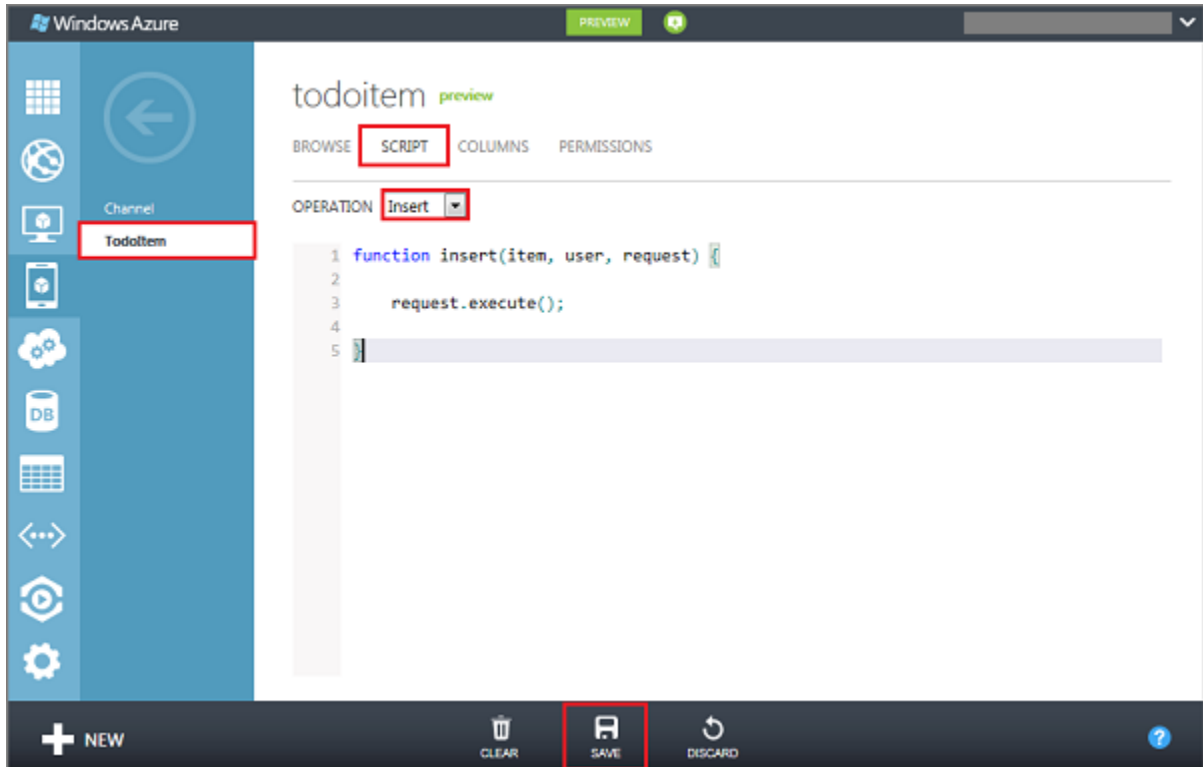 Windows Azure
PREVIEW
todoitem preview
BROWSE SCRIPT COLUMNS PERMISSIONS
Channel
TodoItem
OPERATION Insert
1 function insert(item, user, request) {
2
3     request.execute();
4
5 }
DB
NEW
CLEAR
SAVE
DISCARD
?